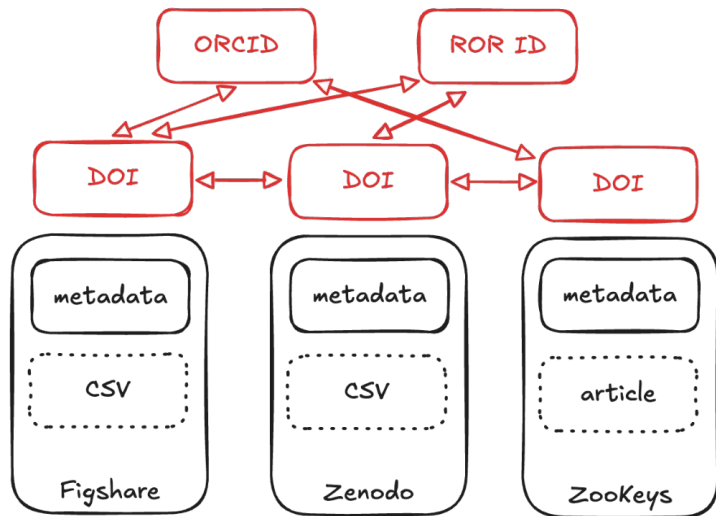 ORCID
ROR ID
DOI
DOI
DOI
metadata
metadata
metadata
CSV
CSV
article
Figshare
Zenodo
ZooKeys